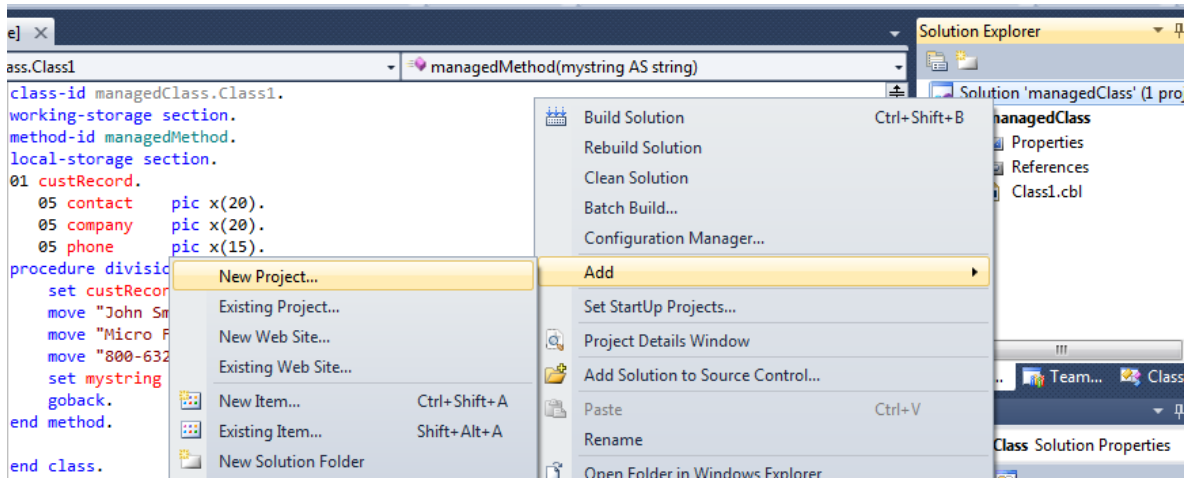 e] ×
Solution Explorer
ass.Class1
managedMethod(mystring AS string)
class-id managedClass.Class1.
working-storage section.
method-id managedMethod.
local-storage section.
01 custRecord.
05 contact pic x(20).
05 company pic x(20).
05 phone pic x(15).
procedure divisic
set custRecor
move "John Sm
move "Micro F
move "800-632
set mystring
goback.
end method.
end class.
New Project...
Existing Project...
New Web Site...
Existing Web Site...
New Item... Ctrl+Shift+A
Existing Item... Shift+Alt+A
New Solution Folder
Build Solution Ctrl+Shift+B
Rebuild Solution
Clean Solution
Batch Build...
Configuration Manager...
Add
Set StartUp Projects...
Project Details Window
Add Solution to Source Control...
Paste Ctrl+V
Rename
Open Folder in Windows Explorer
Solution 'managedClass' (1 proj
managedClass
Properties
References
Class1.cbl
.. Team... Class
Class Solution Properties